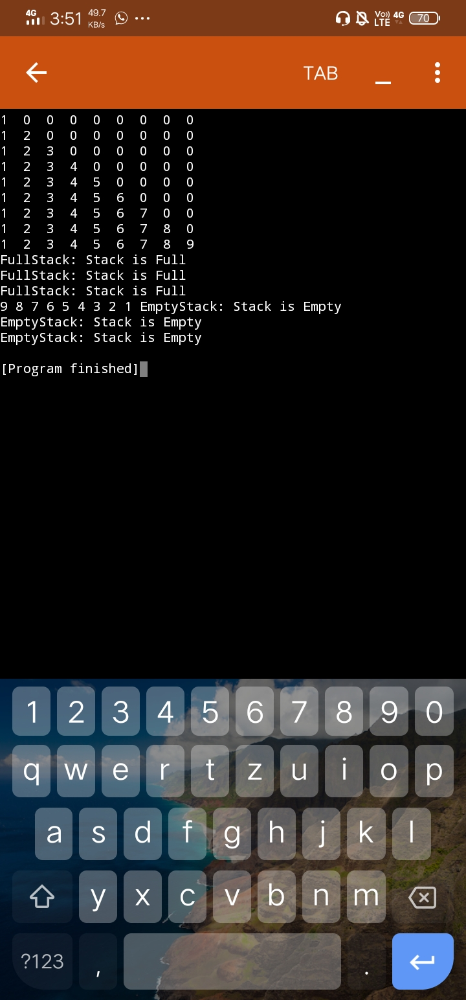 4G 3:51 49.7 KB/s ... Vo)) LTE 4G 70
TAB _
1 0 0 0 0 0 0 0 0
1 2 0 0 0 0 0 0 0
1 2 3 0 0 0 0 0 0
1 2 3 4 0 0 0 0 0
1 2 3 4 5 0 0 0 0
1 2 3 4 5 6 0 0 0
1 2 3 4 5 6 7 0 0
1 2 3 4 5 6 7 8 0
1 2 3 4 5 6 7 8 9
FullStack: Stack is Full
FullStack: Stack is Full
FullStack: Stack is Full
9 8 7 6 5 4 3 2 1 EmptyStack: Stack is Empty
EmptyStack: Stack is Empty
EmptyStack: Stack is Empty
[Program finished]
1 2 3 4 5 6 7 8 9 0
q w e r t z u i o p
a s d f g h j k l
y x c v b n m
?123 , .